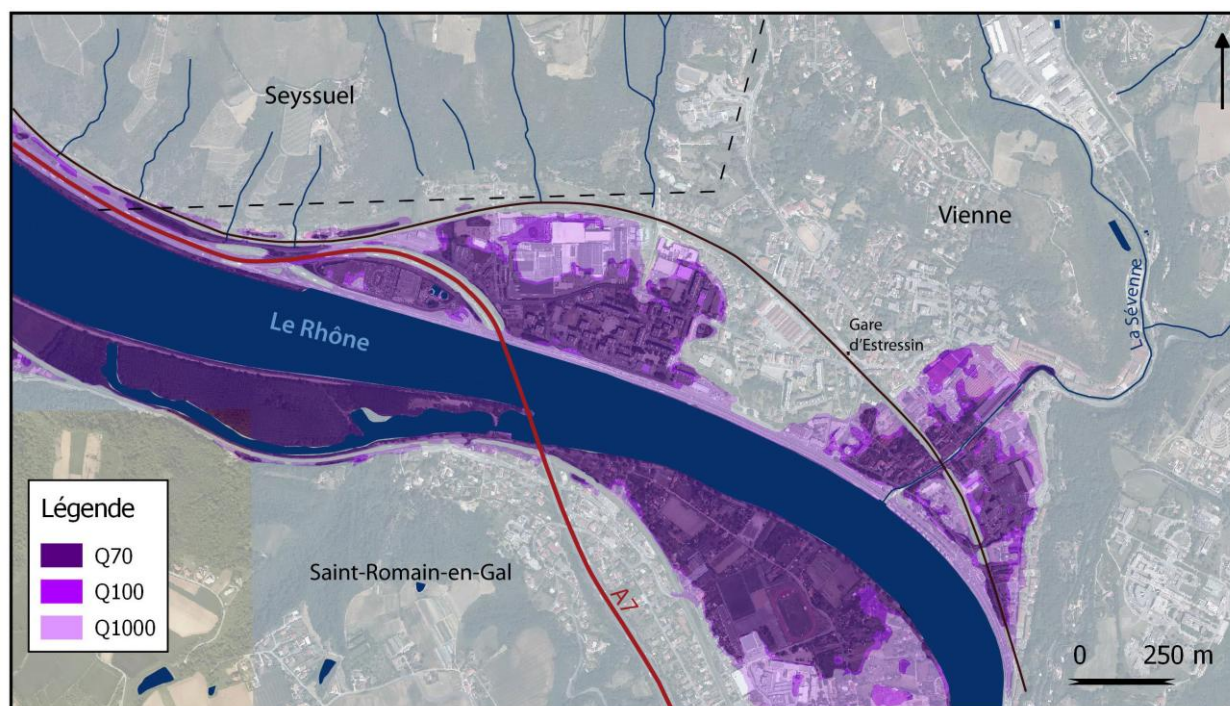 Seyssuel
Vienne
La Sévenne
Le Rhône
Gare
d'Estressin
Saint-Romain-en-Gal
A7
Légende
Q70
Q100
Q1000
0 250 m